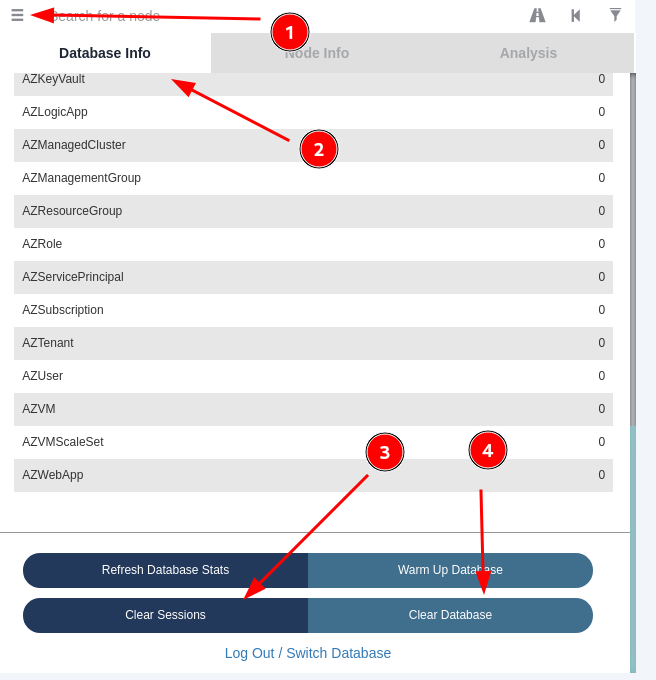 Search for a node
1
Database Info Node Info Analysis
AZKeyVault 0
AZLogicApp 0
2
AZManagedCluster 0
AZManagementGroup 0
AZResourceGroup 0
AZRole 0
AZServicePrincipal 0
AZSubscription 0
AZTenant 0
AZUser 0
AZVM 0
AZVMScaleSet 0
3 4
AZWebApp 0
Refresh Database Stats Warm Up Database
Clear Sessions Clear Database
Log Out / Switch Database